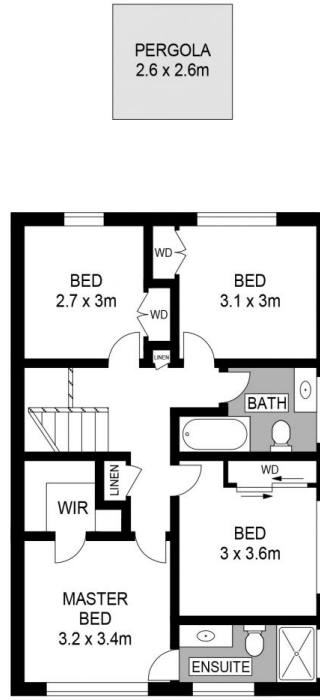 PERGOLA
2.6 x 2.6m
BED
2.7 x 3m
WD
WD
BED
3.1 x 3m
LINEN
BATH
LINEN
WIR
WD
BED
3 x 3.6m
MASTER
BED
3.2 x 3.4m
ENSUITE